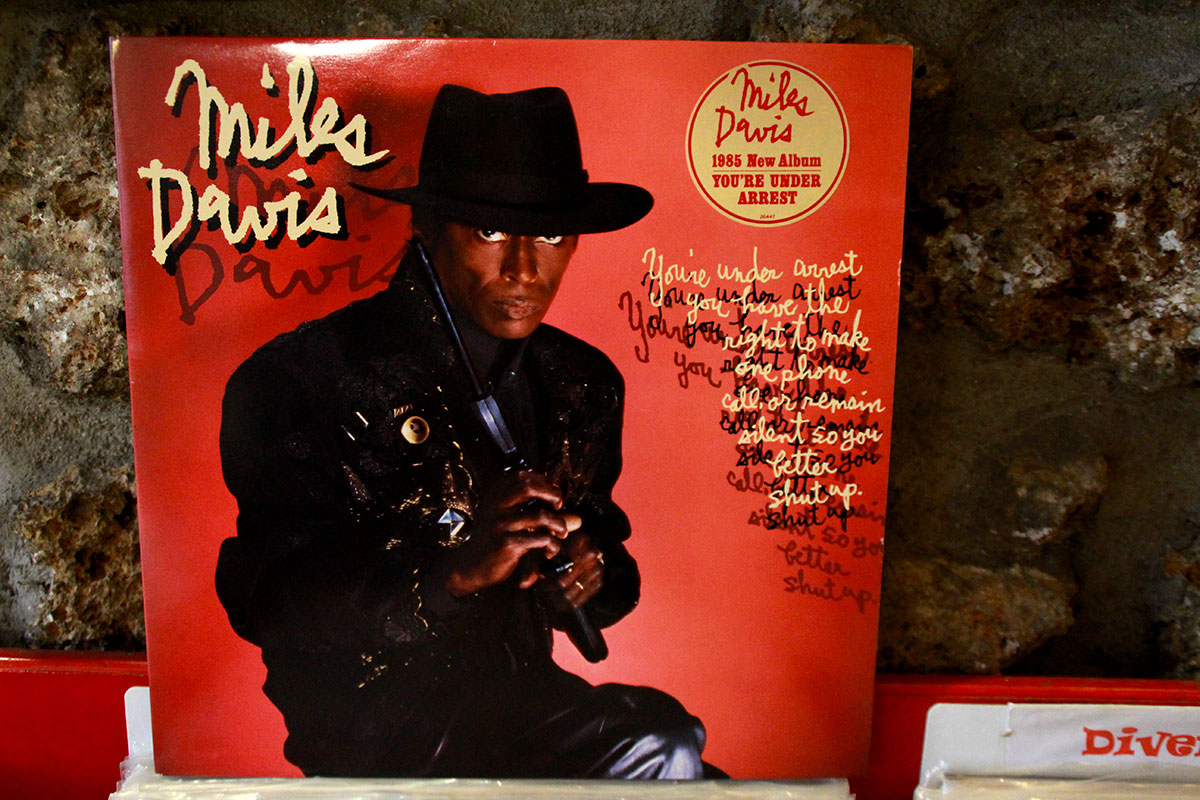 Miles
Davis
Miles
Davis
1985 New Album
YOU'RE UNDER
ARREST
26447
You're under arrest
you have the
right to make
one phone
call, or remain
silent so you
better
shut up.